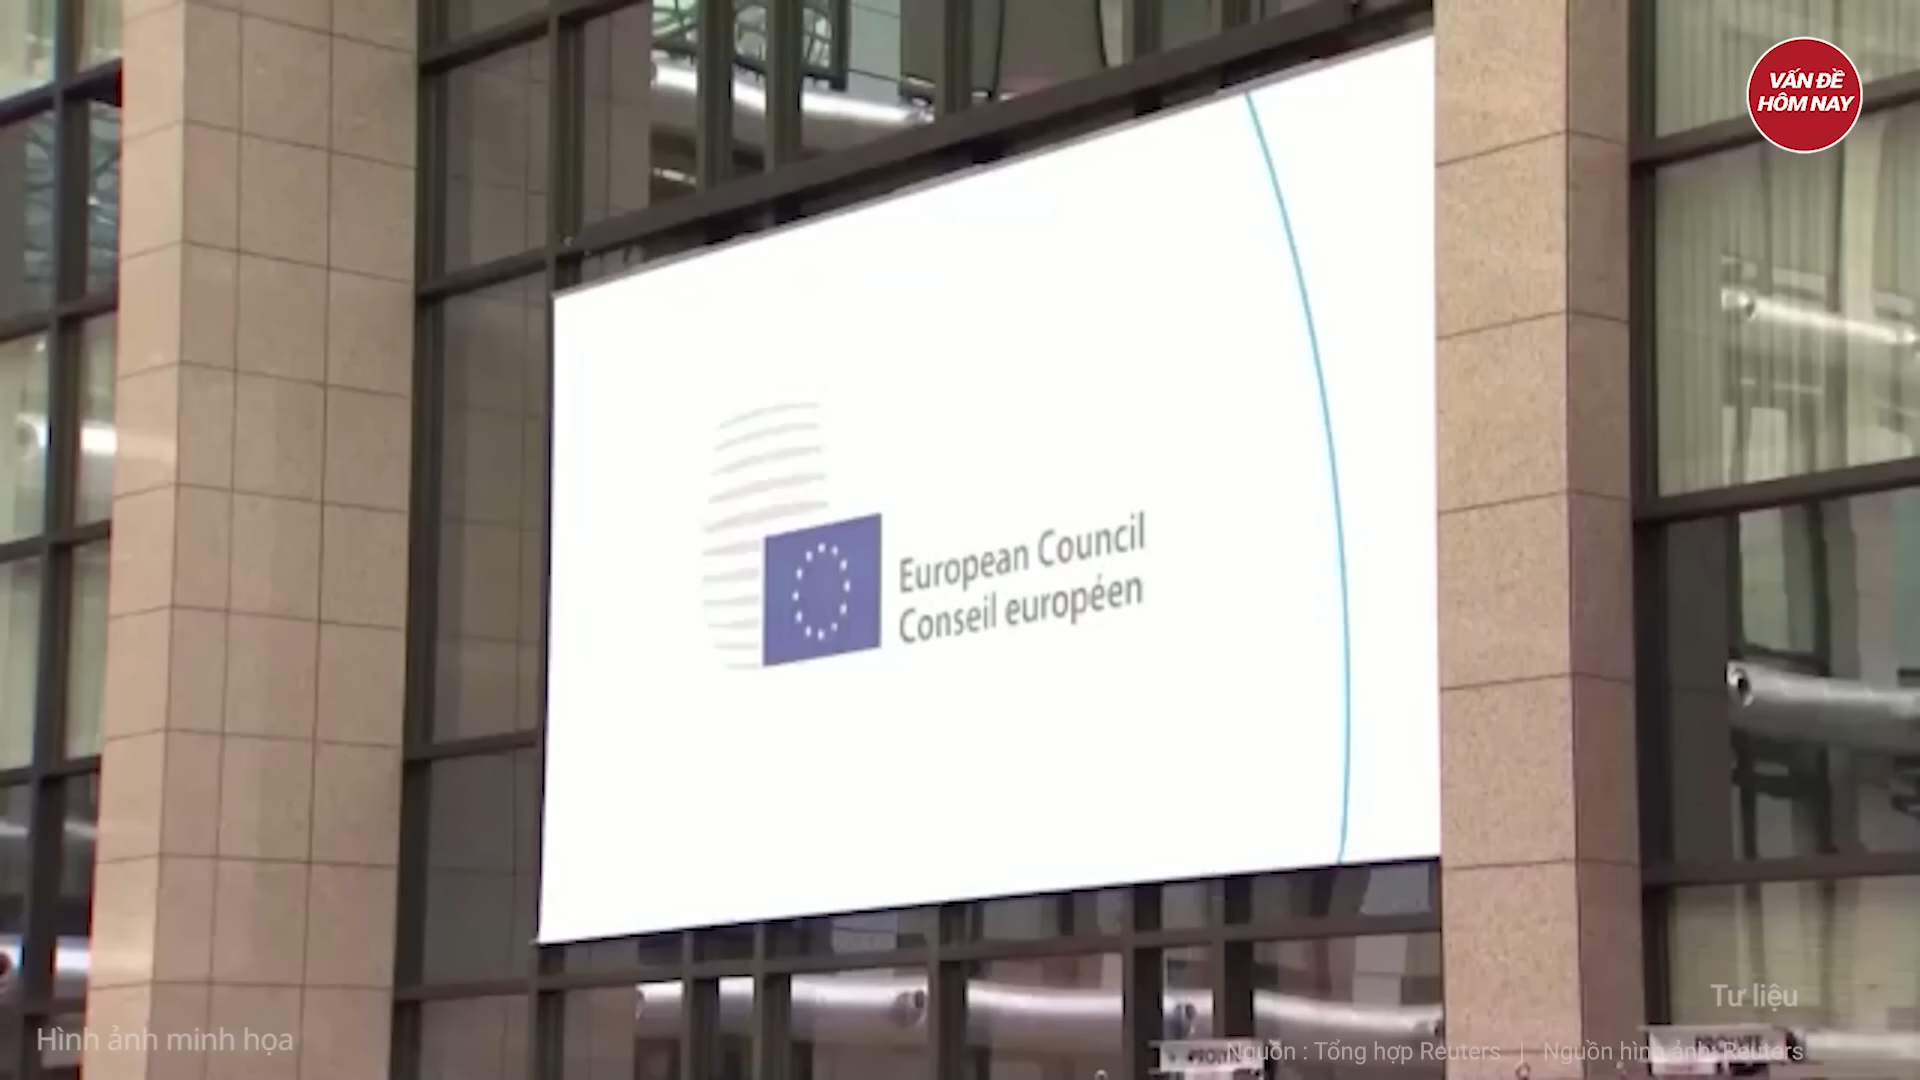 VẤN ĐỀ
HÔM NAY
European Council
Conseil européen
Tư liệu
Hình ảnh minh họa
Nguồn : Tổng hợp Reuters | Nguồn hình ảnh: Reuters